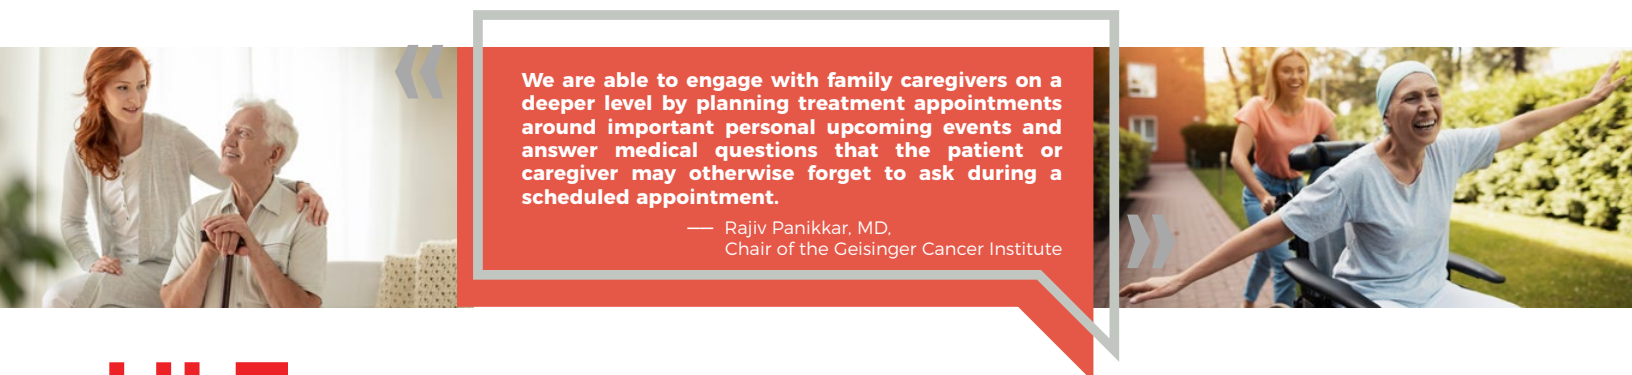 We are able to engage with family caregivers on a
deeper level by planning treatment appointments
around important personal upcoming events and
answer medical questions that the patient or
caregiver may otherwise forget to ask during a
scheduled appointment.
— Rajiv Panikkar, MD,
Chair of the Geisinger Cancer Institute